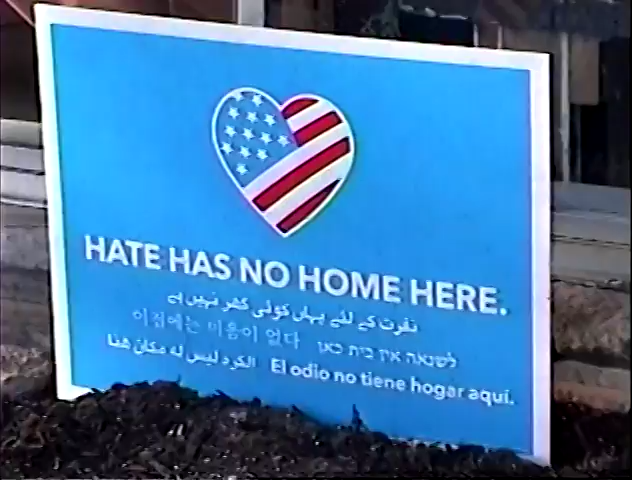 HATE HAS NO HOME HERE.
نفرت کے لئے یہاں کوئی گھر نہیں ہے
이 집에는 미움이 없다 לשנאה אין בית כאן
الكره ليس له مكان هنا El odio no tiene hogar aquí.